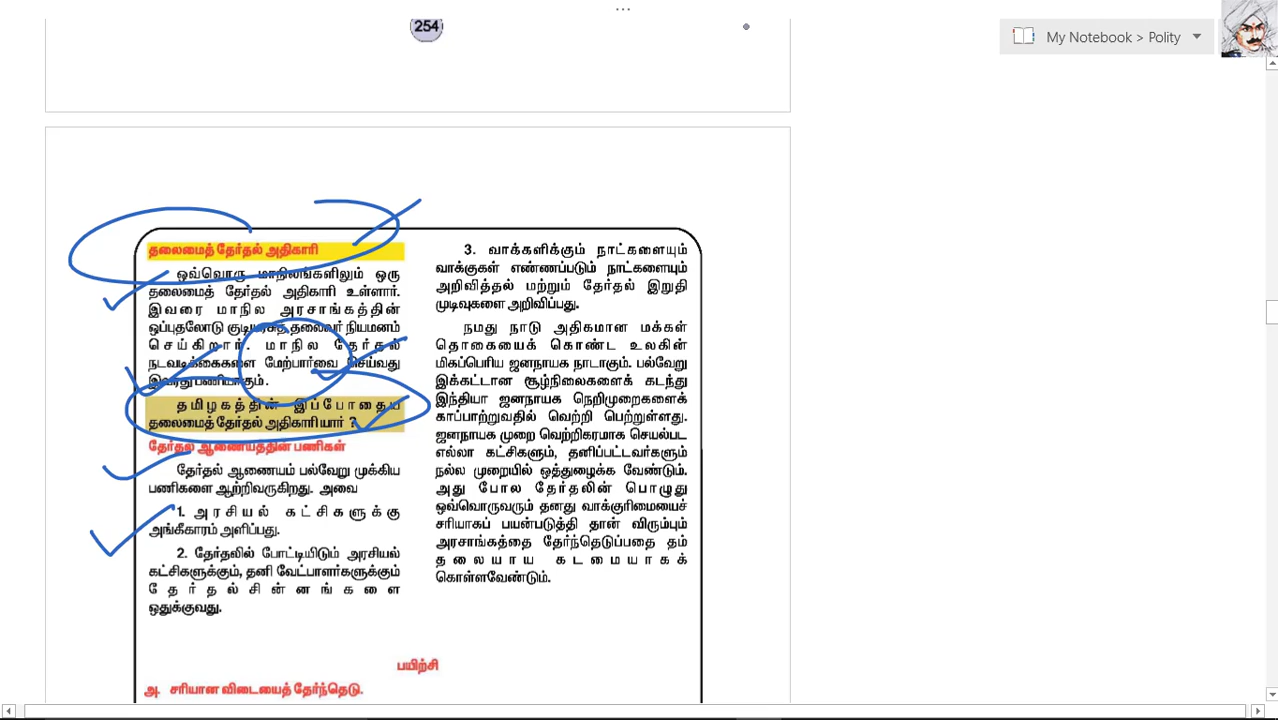 ...
254
My Notebook > Polity
தலைமைத் தேர்தல் அதிகாரி
ஒவ்வொரு மாநிலங்களிலும் ஒரு
தலைமைத் தேர்தல் அதிகாரி உள்ளார்.
இவரை மாநில அரசாங்கத்தின்
ஒப்புதலோடு குடியரசுத் தலைவர் நியமனம்
செய்கிறார். மாநில தேர்தல்
நடவடிக்கைகளை மேற்பார்வை செய்வது
இவரது பணியாகும்.
தமிழகத்தின் இப்போதைய
தலைமைத் தேர்தல் அதிகாரி யார் ?
தேர்தல் ஆணையத்தின் பணிகள்
தேர்தல் ஆணையம் பல்வேறு முக்கிய
பணிகளை ஆற்றிவருகிறது. அவை
1. அரசியல் கட்சிகளுக்கு
அங்கீகாரம் அளிப்பது.
2. தேர்தலில் போட்டியிடும் அரசியல்
கட்சிகளுக்கும், தனி வேட்பாளர்களுக்கும்
தேர்தல் சின்னங்களை
ஒதுக்குவது.
3. வாக்களிக்கும் நாட்களையும்
வாக்குகள் எண்ணப்படும் நாட்களையும்
அறிவித்தல் மற்றும் தேர்தல் இறுதி
முடிவுகளை அறிவிப்பது.
நமது நாடு அதிகமான மக்கள்
தொகையைக் கொண்ட உலகின்
மிகப்பெரிய ஜனநாயக நாடாகும். பல்வேறு
இக்கட்டான சூழ்நிலைகளைக் கடந்து
இந்தியா ஜனநாயக நெறிமுறைகளைக்
காப்பாற்றுவதில் வெற்றி பெற்றுள்ளது.
ஜனநாயக முறை வெற்றிகரமாக செயல்பட
எல்லா கட்சிகளும், தனிப்பட்டவர்களும்
நல்ல முறையில் ஒத்துழைக்க வேண்டும்.
அது போல தேர்தலின் பொழுது
ஒவ்வொருவரும் தனது வாக்குரிமையைச்
சரியாகப் பயன்படுத்தி தான் விரும்பும்
அரசாங்கத்தை தேர்ந்தெடுப்பதை தம்
தலையாய கடமையாகக்
கொள்ளவேண்டும்.
பயிற்சி
அ. சரியான விடையைத் தேர்ந்தெடு.